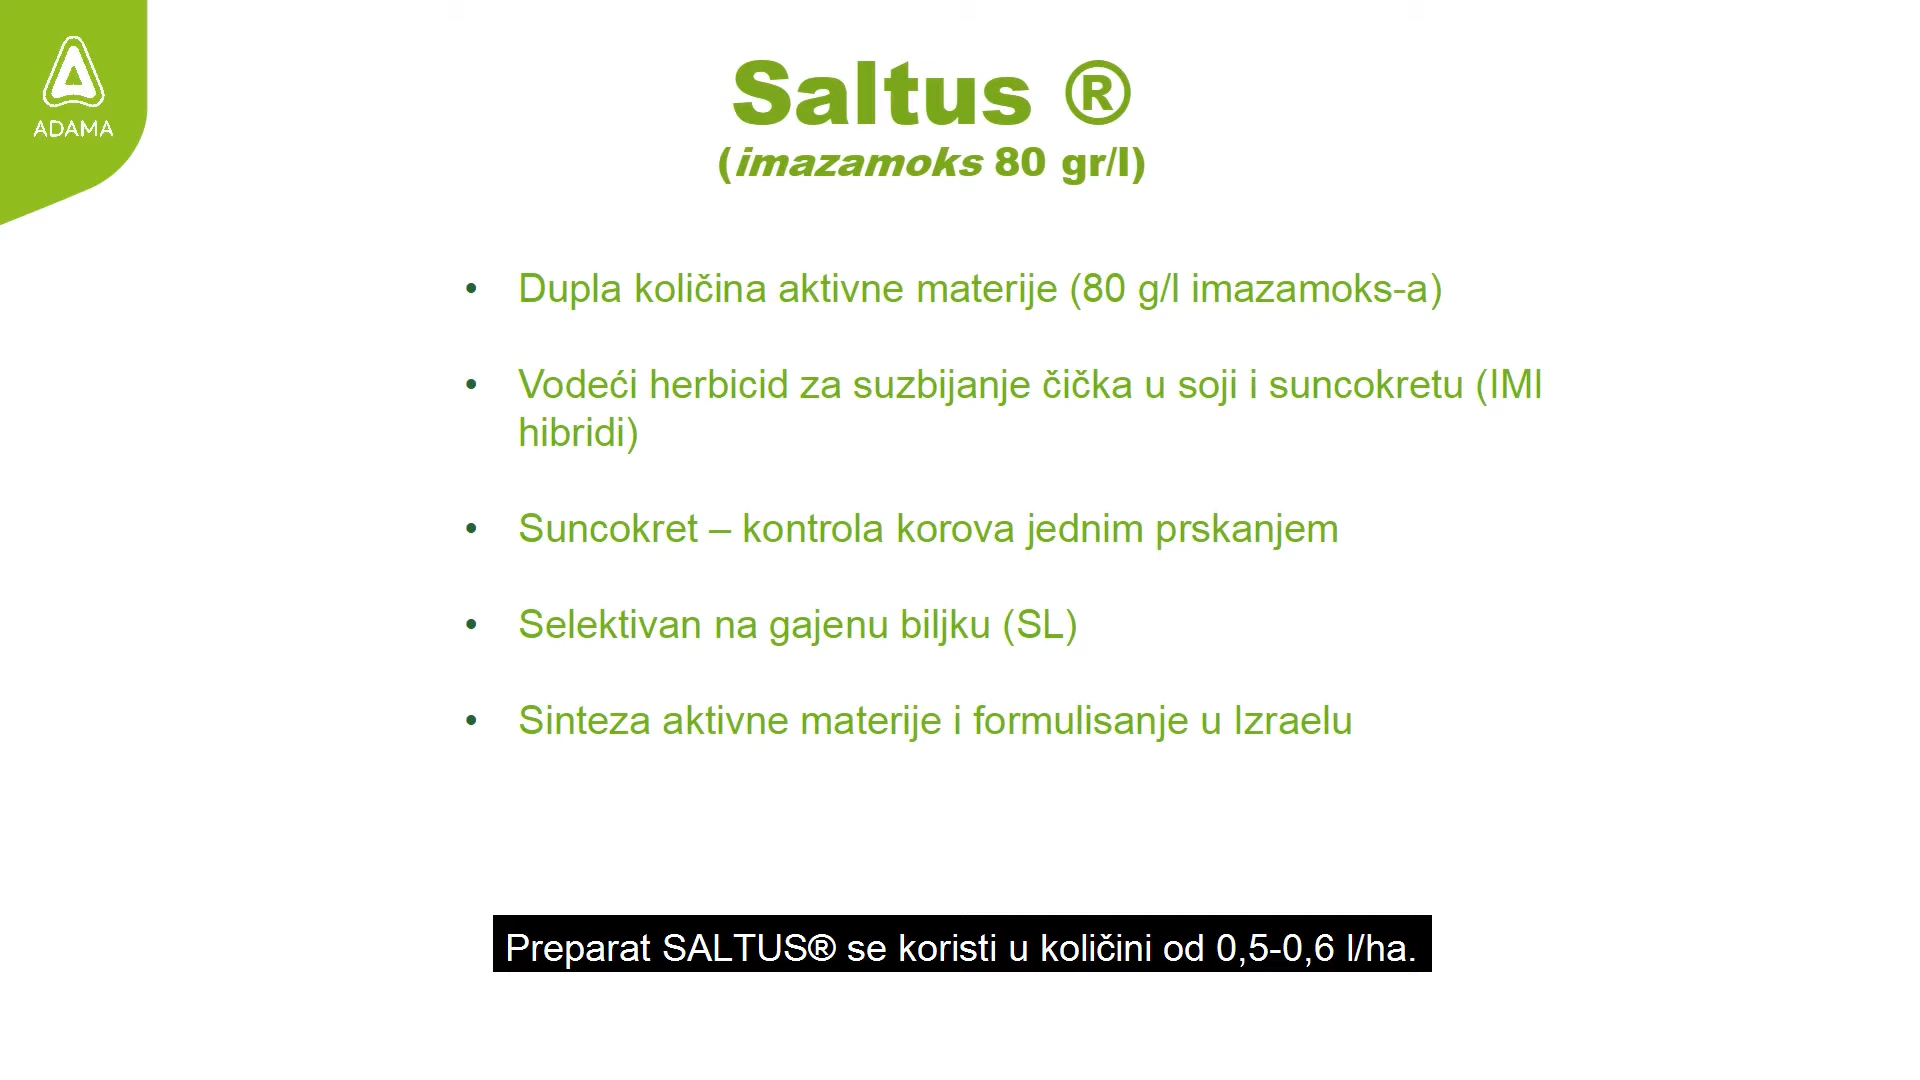 ADAMA
Saltus ®
(imazamoks 80 gr/l)
• Dupla količina aktivne materije (80 g/l imazamoks-a)
• Vodeći herbicid za suzbijanje čička u soji i suncokretu (IMI
hibridi)
• Suncokret – kontrola korova jednim prskanjem
• Selektivan na gajenu biljku (SL)
• Sinteza aktivne materije i formulisanje u Izraelu
Preparat SALTUS® se koristi u količini od 0,5-0,6 l/ha.